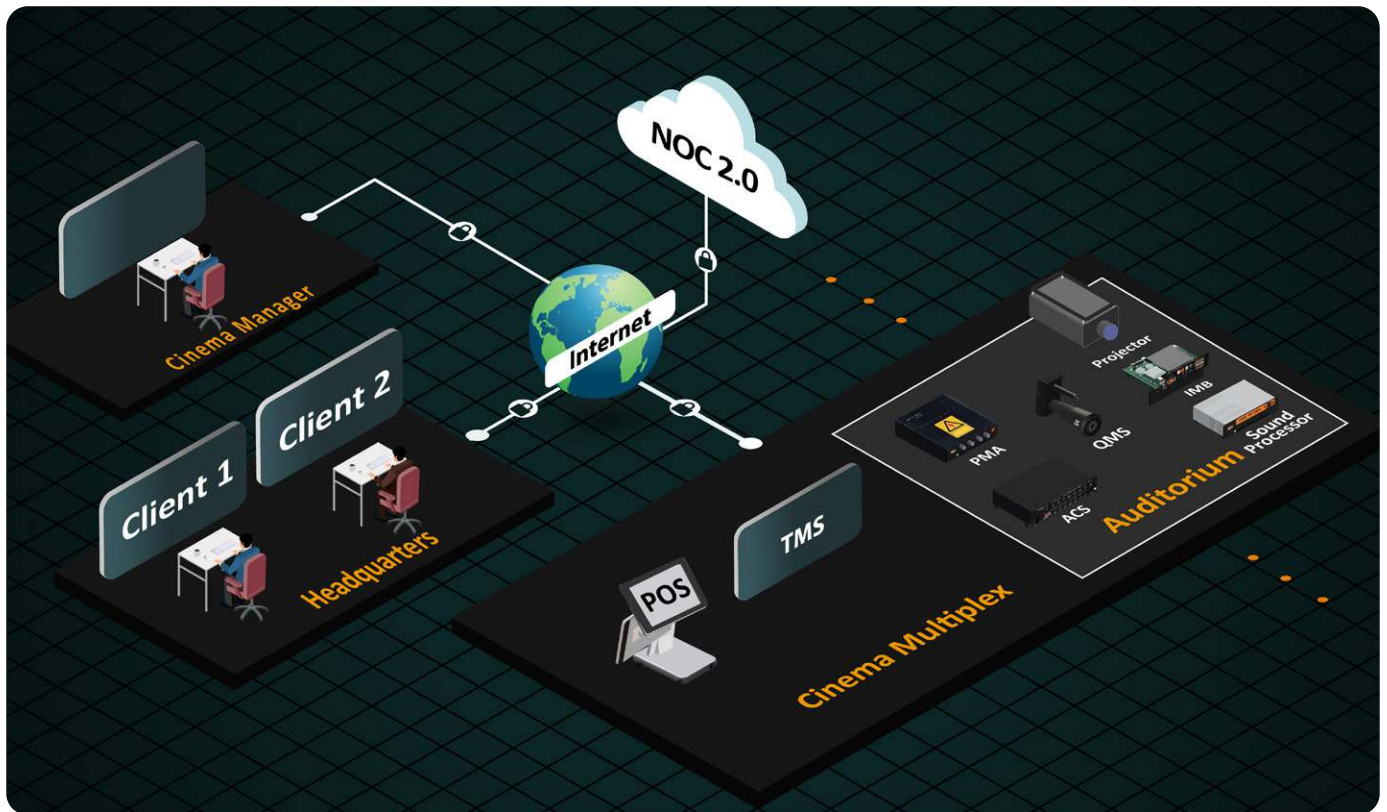 NOC 2.0
Internet
Cinema Manager
Client 2
Client 1
Headquarters
Projector
IMB
Sound
Processor
QMS
PMA
ACS
Auditorium
TMS
POS
Cinema Multiplex